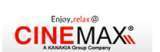 Enjoy,relax @
CINEMAX®
A KANAKIA Group Company